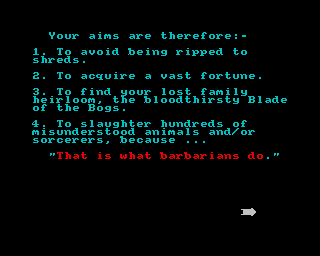 Your aims are therefore:-
1. To avoid being ripped to
shreds.
2. To acquire a vast fortune.
3. To find your lost family
heirloom, the bloodthirsty Blade
of the Bogs.
4. To slaughter hundreds of
misunderstood animals and/or
sorcerers, because ...
"That is what barbarians do."